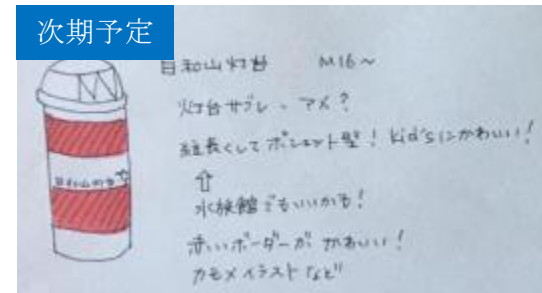 次期予定
日和山灯台 M16~
灯台サブレ、アメ?
紐長くしてポシェット型! kid'sにかわいい!
⇧
水族館でもいいかも!
赤いボーダーが かわいい!
カモメイラストなど
日和山灯台